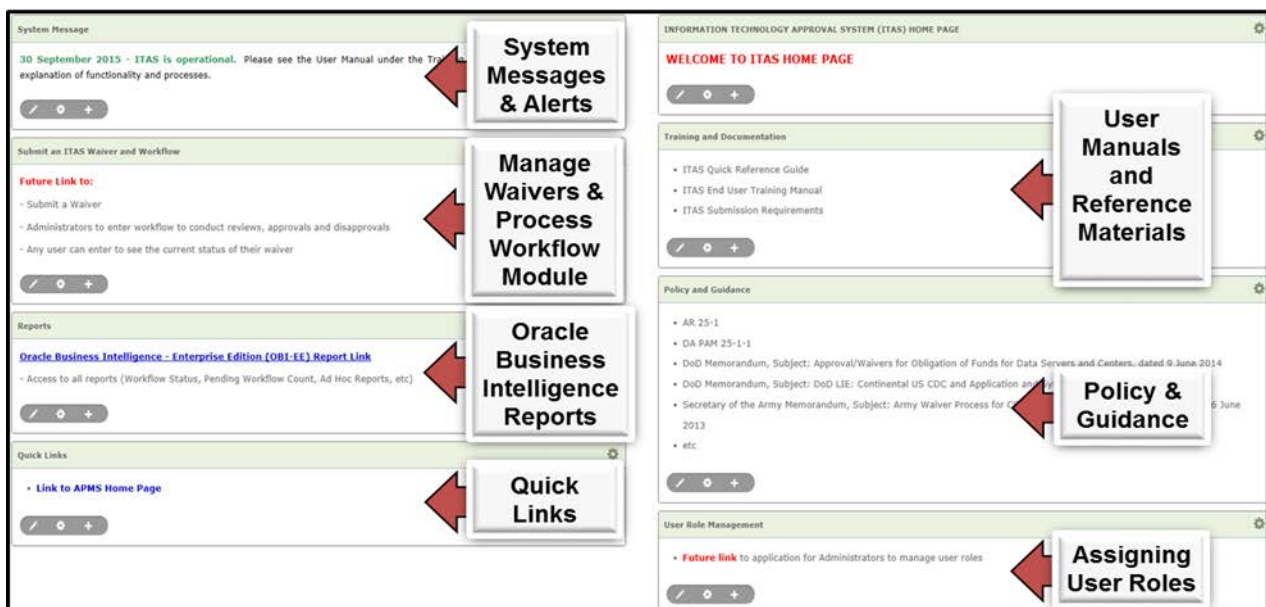 System Message
30 September 2015 - ITAS is operational. Please see the User Manual under the
explanation of functionality and processes.
System
Messages
& Alerts
Submit an ITAS Waiver and Workflow
Future Link to:
- Submit a Waiver
- Administrators to enter workflow to conduct reviews, approvals and disapprovals
- Any user can enter to see the current status of their waiver
Manage
Waivers &
Process
Workflow
Module
Reports
Oracle Business Intelligence - Enterprise Edition (OBI-EE) Report Link
- Access to all reports (Workflow Status, Pending Workflow Count, Ad Hoc Reports, etc)
Oracle
Business
Intelligence
Reports
Quick Links
• Link to APMS Home Page
Quick
Links
INFORMATION TECHNOLOGY APPROVAL SYSTEM (ITAS) HOME PAGE
WELCOME TO ITAS HOME PAGE
Training and Documentation
• ITAS Quick Reference Guide
• ITAS End User Training Manual
• ITAS Submission Requirements
User
Manuals
and
Reference
Materials
Policy and Guidance
• AR 25-1
• DA PAM 25-1-1
• DoD Memorandum, Subject: Approval/Waivers for Obligation of Funds for Data Servers and Centers, dated 9 June 2014
• DoD Memorandum, Subject: DoD LIE: Continental US CDC and Application and
• Secretary of the Army Memorandum, Subject: Army Waiver Process for 6 June
2013
• etc
Policy &
Guidance
User Role Management
• Future link to application for Administrators to manage user roles
Assigning
User Roles